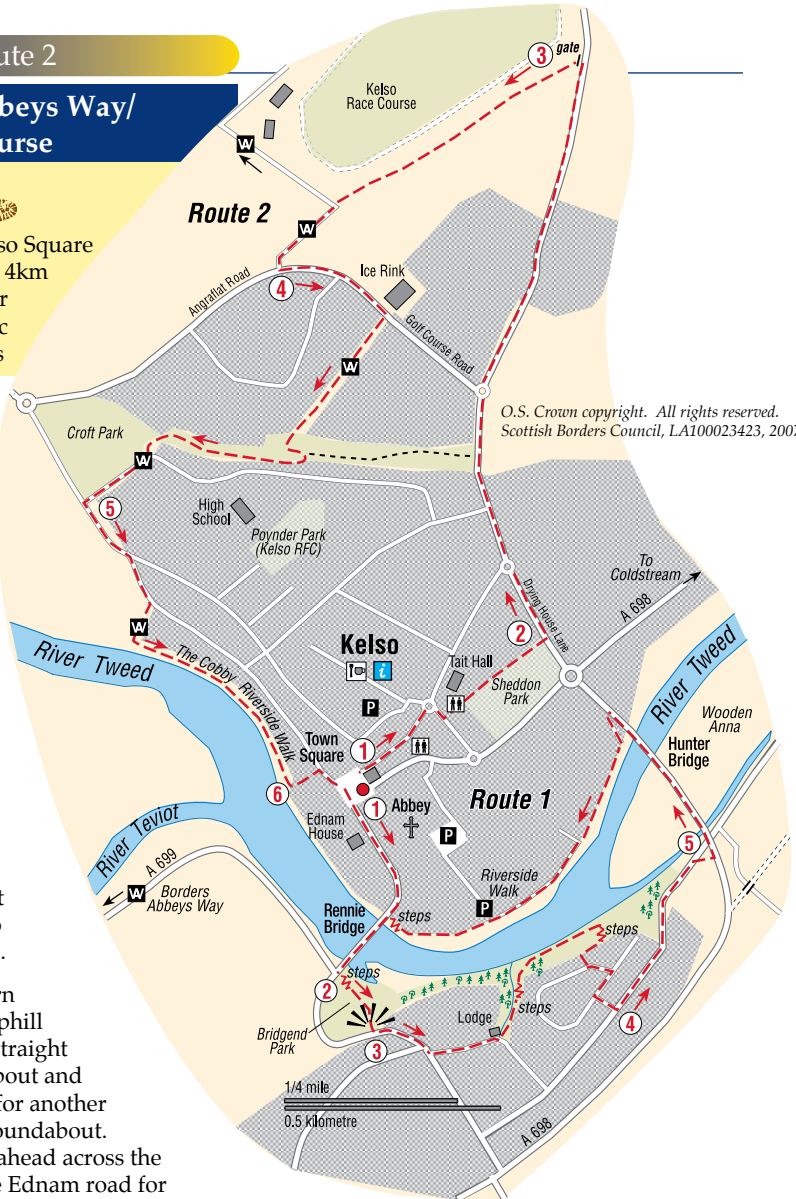 ute 2
beys Way/
urse
so Square
4km
r
c
s
Kelso
Race Course
3
gate
W
Route 2
W
Angraflat Road
4
Ice Rink
Golf Course Road
W
O.S. Crown copyright. All rights reserved.
Scottish Borders Council, LA100023423, 2007
Croft Park
W
5
High
School
Poynder Park
(Kelso RFC)
To
Coldstream
A 698
Drying House Lane
2
W
River Tweed
The Cobby Riverside Walk
Kelso
i
Tait Hall
Sheddon
Park
P
River Tweed
Wooden
Anna
Hunter
Bridge
Town
Square
1
6
1
Abbey
Route 1
Ednam
House
P
5
River Teviot
A 699
W
Borders
Abbeys Way
Riverside
Walk
P
Rennie
Bridge
steps
steps
steps
2
steps
Bridgend
Park
3
Lodge
4
1/4 mile
0.5 kilometre
A 698
t
o
.
rn
phill
traight
bout and
for another
oundabout.
ahead across the
e Ednam road for